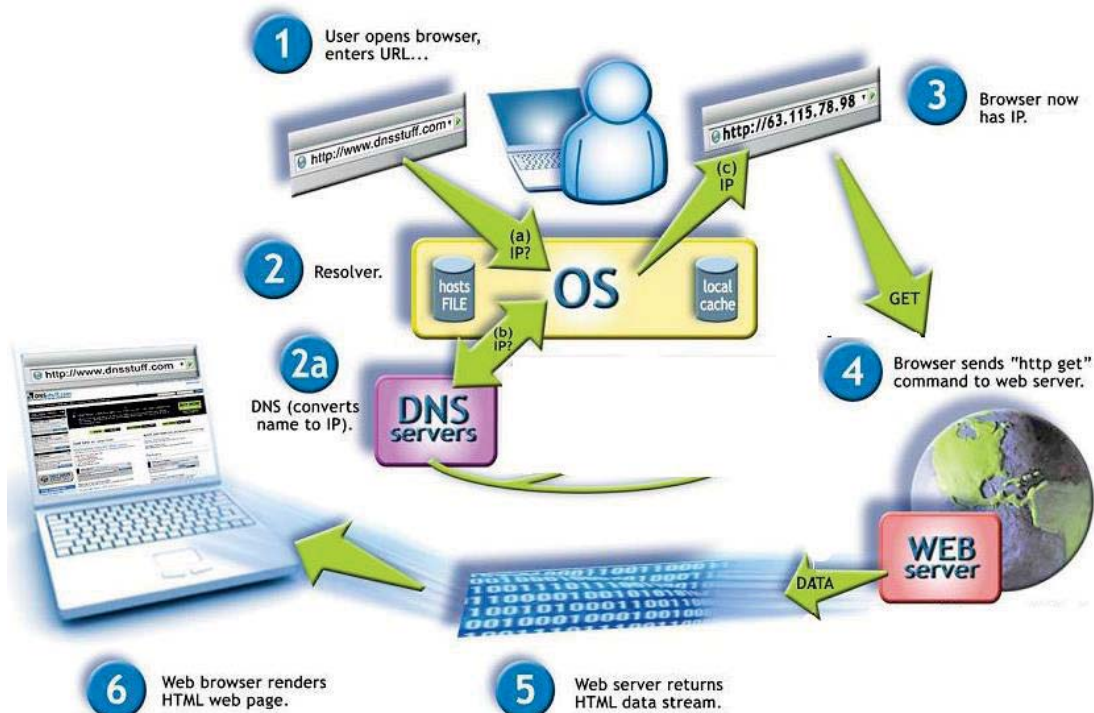 1
User opens browser,
enters URL...
http://www.dnsstuff.com
http://63.115.78.98
3
Browser now
has IP.
(a)
IP?
(c)
IP
2
Resolver.
hosts
FILE
OS
local
cache
GET
(b)
IP?
2a
DNS (converts
name to IP).
DNS
servers
4
Browser sends "http get"
command to web server.
http://www.dnsstuff.com
WEB
server
DATA
6
Web browser renders
HTML web page.
5
Web server returns
HTML data stream.